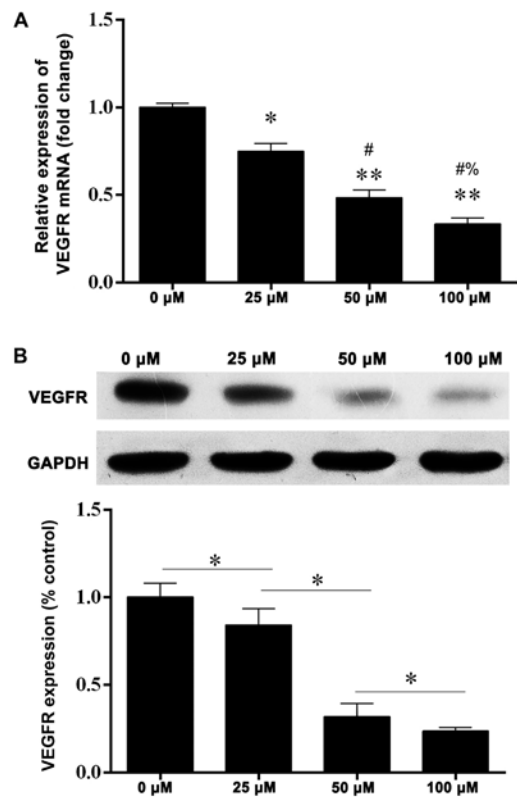 A
Relative expression of
VEGFR mRNA (fold change)
1.5
1.0
0.5
0.0
*
#
**
#%
**
0 µM 25 µM 50 µM 100 µM
B
0 µM 25 µM 50 µM 100 µM
VEGFR
GAPDH
VEGFR expression (% control)
1.5
1.0
0.5
0.0
*
*
*
0 µM 25 µM 50 µM 100 µM